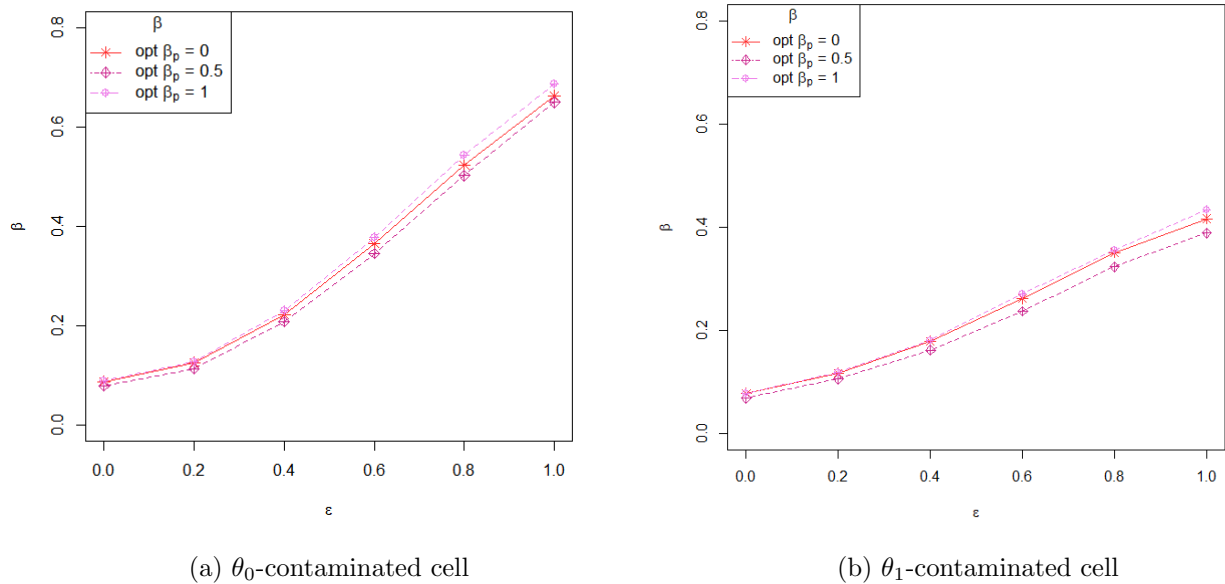 β
opt βₚ = 0
opt βₚ = 0.5
opt βₚ = 1
0.8
0.6
0.4
0.2
0.0
β
0.0 0.2 0.4 0.6 0.8 1.0
ε
(a) θ₀-contaminated cell
β
opt βₚ = 0
opt βₚ = 0.5
opt βₚ = 1
0.8
0.6
0.4
0.2
0.0
β
0.0 0.2 0.4 0.6 0.8 1.0
ε
(b) θ₁-contaminated cell